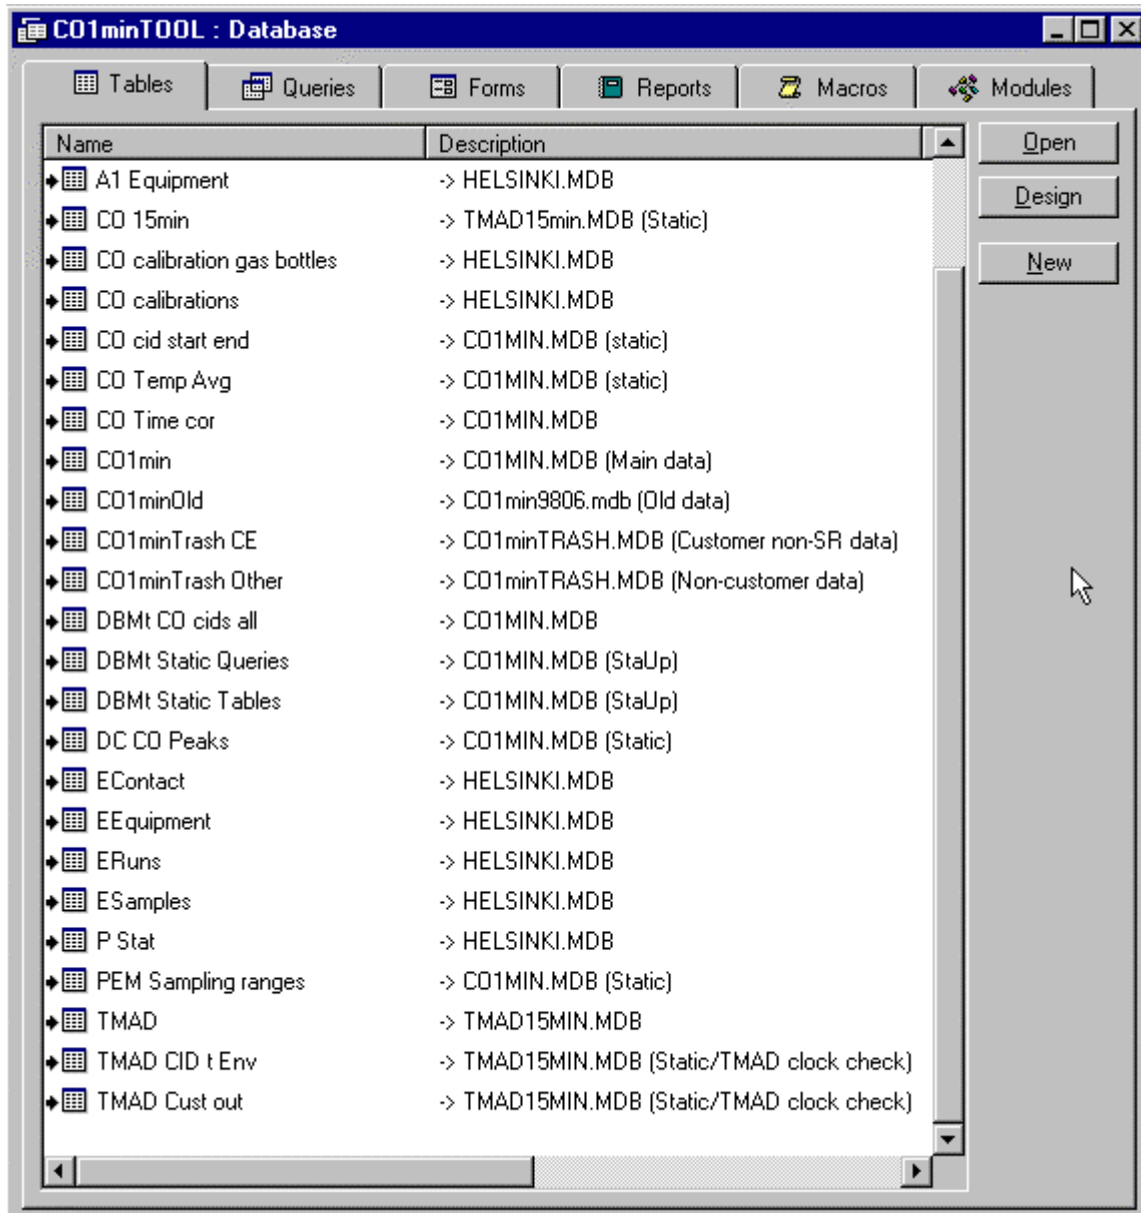 CO1minTOOL : Database
Tables Queries Forms Reports Macros Modules
Name Description
Open
A1 Equipment -> HELSINKI.MDB
Design
CO 15min -> TMAD15min.MDB (Static)
CO calibration gas bottles -> HELSINKI.MDB
New
CO calibrations -> HELSINKI.MDB
CO cid start end -> CO1MIN.MDB (static)
CO Temp Avg -> CO1MIN.MDB (static)
CO Time cor -> CO1MIN.MDB
CO1min -> CO1MIN.MDB (Main data)
CO1minOld -> CO1min9806.mdb (Old data)
CO1minTrash CE -> CO1minTRASH.MDB (Customer non-SR data)
CO1minTrash Other -> CO1minTRASH.MDB (Non-customer data)
DBMt CO cids all -> CO1MIN.MDB
DBMt Static Queries -> CO1MIN.MDB (StaUp)
DBMt Static Tables -> CO1MIN.MDB (StaUp)
DC CO Peaks -> CO1MIN.MDB (Static)
EContact -> HELSINKI.MDB
EEquipment -> HELSINKI.MDB
ERuns -> HELSINKI.MDB
ESamples -> HELSINKI.MDB
P Stat -> HELSINKI.MDB
PEM Sampling ranges -> CO1MIN.MDB (Static)
TMAD -> TMAD15MIN.MDB
TMAD CID t Env -> TMAD15MIN.MDB (Static/TMAD clock check)
TMAD Cust out -> TMAD15MIN.MDB (Static/TMAD clock check)